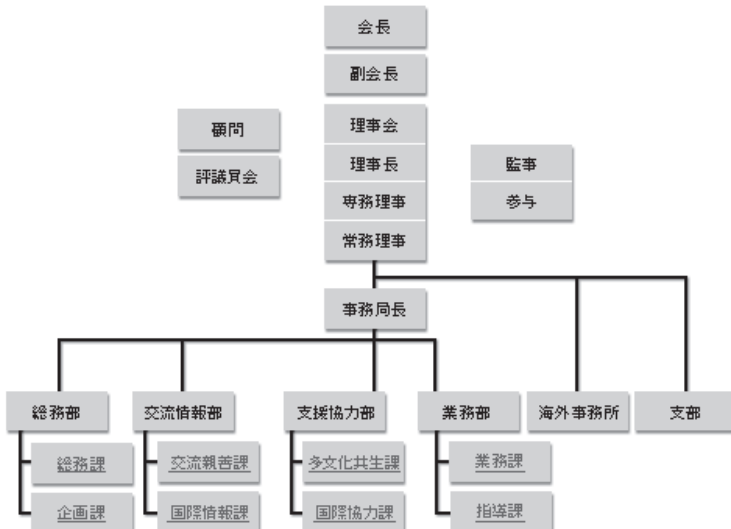 会長
副会長
顧問
評議員会
理事会
理事長
専務理事
常務理事
監事
参与
事務局長
総務部
交流情報部
支援協力部
業務部
海外事務所
支部
総務課
交流親善課
多文化共生課
業務課
企画課
国際情報課
国際協力課
指導課